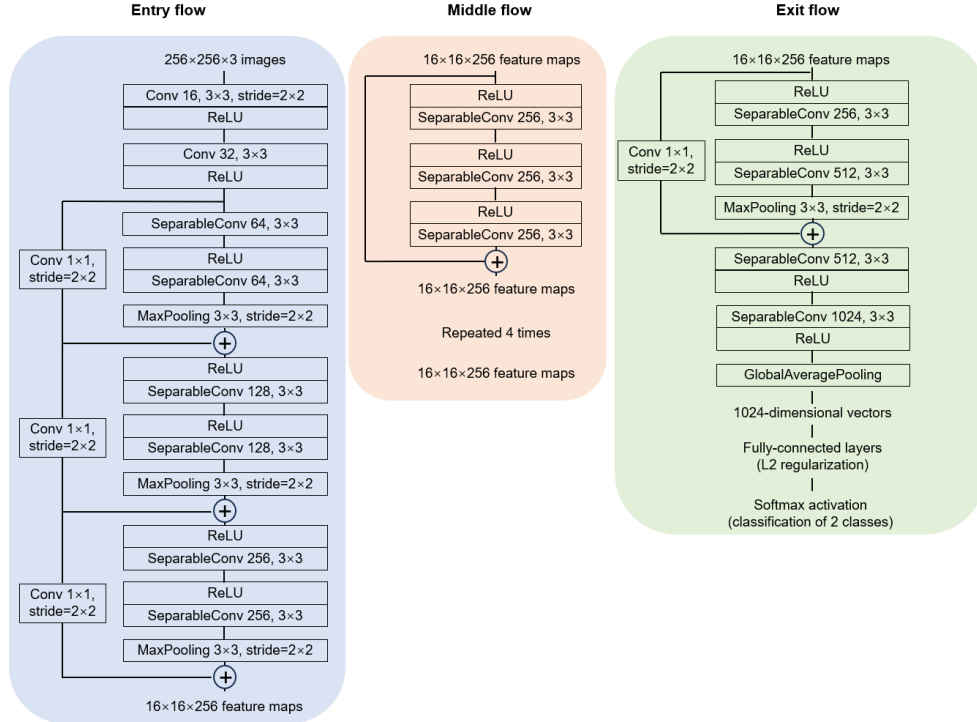 Entry flow
256×256×3 images
Conv 16, 3×3, stride=2×2
ReLU
Conv 32, 3×3
ReLU
SeparableConv 64, 3×3
Conv 1×1,
stride=2×2
ReLU
SeparableConv 64, 3×3
MaxPooling 3×3, stride=2×2
+
ReLU
SeparableConv 128, 3×3
Conv 1×1,
stride=2×2
ReLU
SeparableConv 128, 3×3
MaxPooling 3×3, stride=2×2
+
ReLU
SeparableConv 256, 3×3
Conv 1×1,
stride=2×2
ReLU
SeparableConv 256, 3×3
MaxPooling 3×3, stride=2×2
+
16×16×256 feature maps
Middle flow
16×16×256 feature maps
ReLU
SeparableConv 256, 3×3
ReLU
SeparableConv 256, 3×3
ReLU
SeparableConv 256, 3×3
+
16×16×256 feature maps
Repeated 4 times
16×16×256 feature maps
Exit flow
16×16×256 feature maps
ReLU
SeparableConv 256, 3×3
Conv 1×1,
stride=2×2
ReLU
SeparableConv 512, 3×3
MaxPooling 3×3, stride=2×2
+
SeparableConv 512, 3×3
ReLU
SeparableConv 1024, 3×3
ReLU
GlobalAveragePooling
1024-dimensional vectors
Fully-connected layers
(L2 regularization)
Softmax activation
(classification of 2 classes)